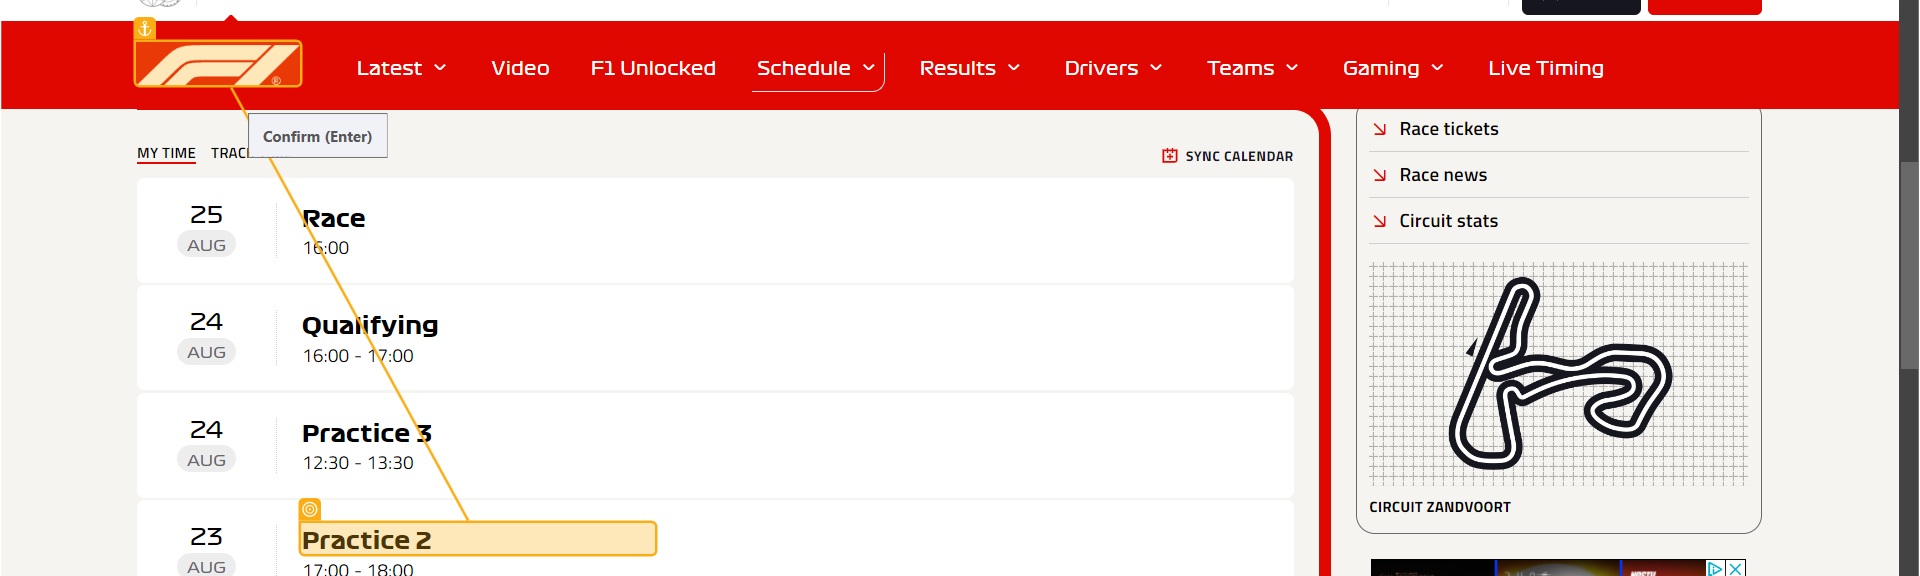 F1®
Latest
Video
F1 Unlocked
Schedule
Results
Drivers
Teams
Gaming
Live Timing
Confirm (Enter)
MY TIME
SYNC CALENDAR
25
AUG
Race
16:00
24
AUG
Qualifying
16:00 - 17:00
24
AUG
Practice 3
12:30 - 13:30
23
AUG
Practice 2
17:00 - 18:00
Race tickets
Race news
Circuit stats
CIRCUIT ZANDVOORT